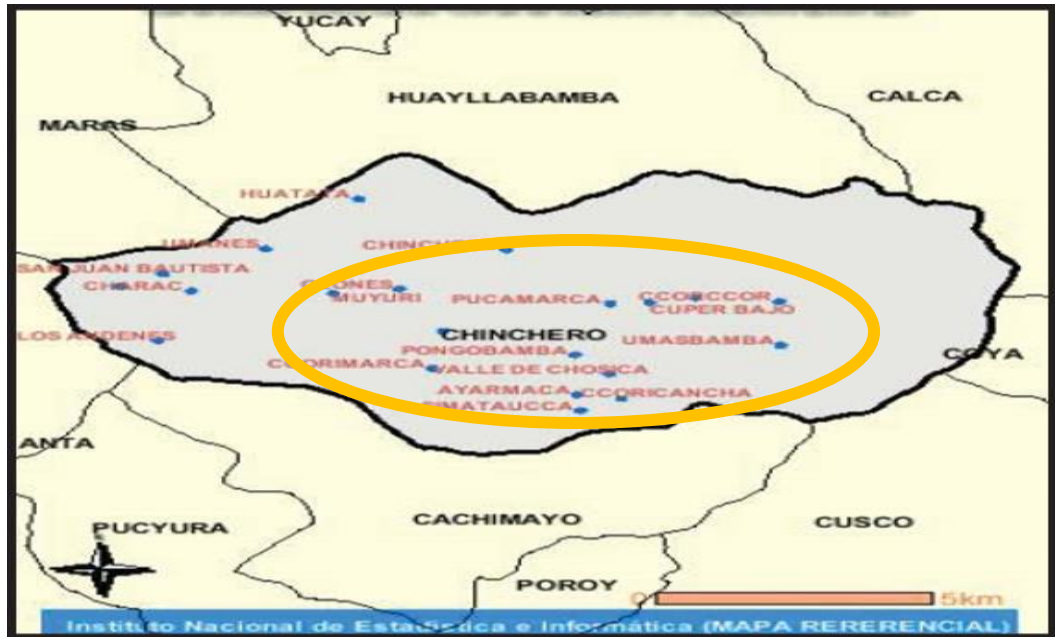 YUCAY
HUAYLLABAMBA
CALCA
MARAS
HUATATA
UMANES
SAN JUAN BAUTISTA
CHARAC
MUYURI
PUCAMARCA
CCORCCOR
CUPER BAJO
CHINCHERO
UMASBAMBA
PONGOBAMBA
COYA
CCORIMARCA
VALLE DE CHOSICA
AYARMACA
CCORICANCHA
ANTA
PUCYURA
CACHIMAYO
CUSCO
POROY
0 5km
Instituto Nacional de Estadística e Informática (MAPA RERERENCIAL)